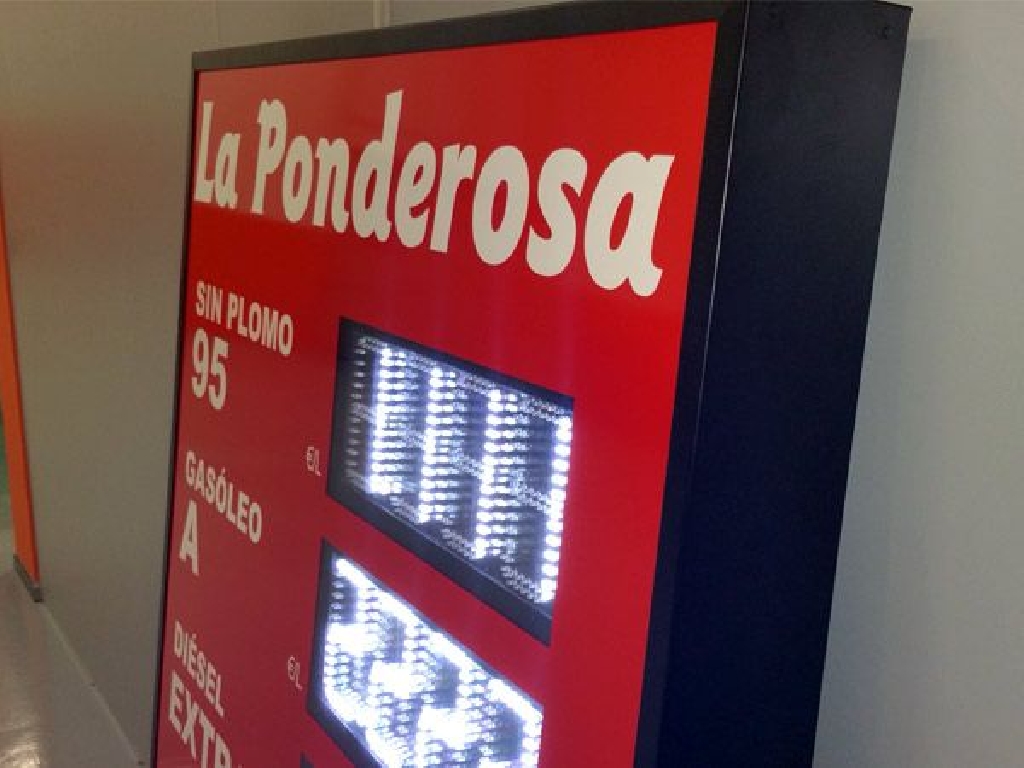 La Ponderosa
SIN PLOMO
95
€/L
GASÓLEO
A
€/L
DIÉSEL